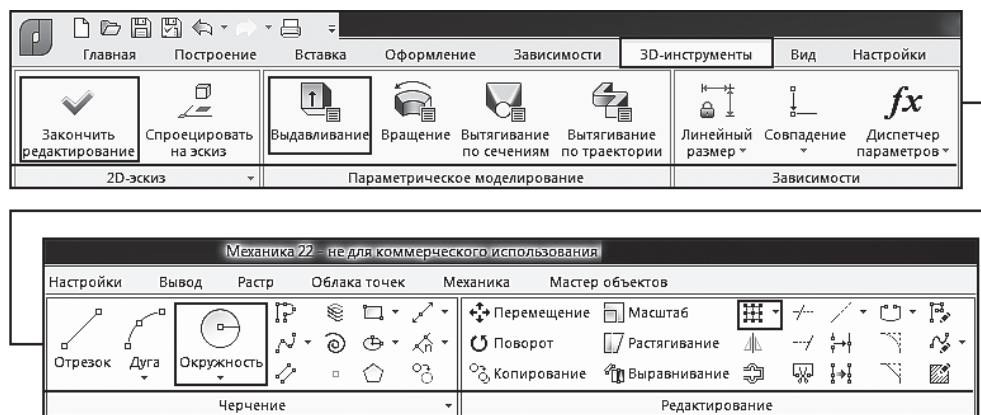 Главная Построение Вставка Оформление Зависимости 3D-инструменты Вид Настройки
Закончить редактирование
Спроецировать на эскиз
Выдавливание
Вращение
Вытягивание по сечениям
Вытягивание по траектории
Линейный размер
Совпадение
fx
Диспетчер параметров
2D-эскиз Параметрическое моделирование Зависимости
Механика 22 - не для коммерческого использования
Настройки Вывод Растр Облака точек Механика Мастер объектов
Отрезок Дуга Окружность
Перемещение Масштаб
Поворот Растягивание
Копирование Выравнивание
Черчение Редактирование